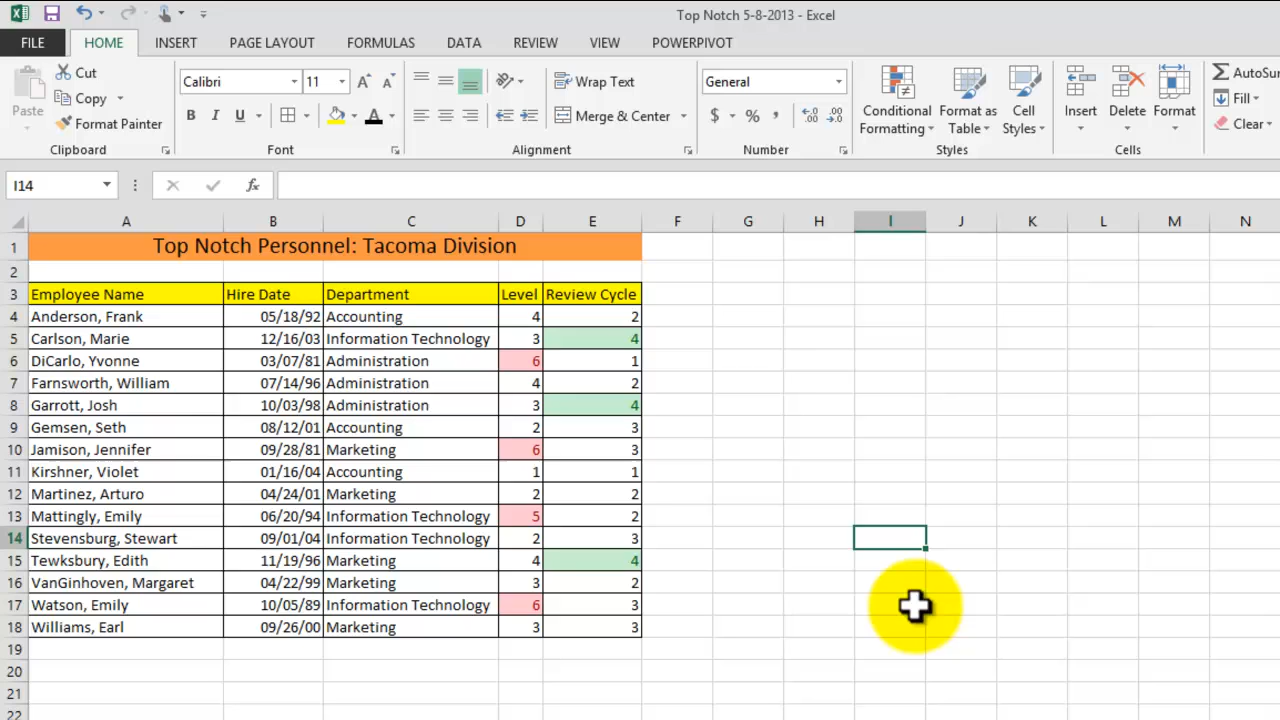 Top Notch 5-8-2013 - Excel
FILE HOME INSERT PAGE LAYOUT FORMULAS DATA REVIEW VIEW POWERPIVOT
Paste
Cut
Copy
Format Painter
Clipboard
Calibri 11
B I U
Font
Wrap Text
Merge & Center
Alignment
General
$ % ,
Number
Conditional Formatting
Format as Table
Cell Styles
Styles
Insert
Delete
Format
Cells
Σ AutoSur
Fill
Clear
I14 fx
A B C D E F G H I J K L M N
1 Top Notch Personnel: Tacoma Division
2
3 Employee Name Hire Date Department Level Review Cycle
4 Anderson, Frank 05/18/92 Accounting 4 2
5 Carlson, Marie 12/16/03 Information Technology 3 4
6 DiCarlo, Yvonne 03/07/81 Administration 6 1
7 Farnsworth, William 07/14/96 Administration 4 2
8 Garrott, Josh 10/03/98 Administration 3 4
9 Gemsen, Seth 08/12/01 Accounting 2 3
10 Jamison, Jennifer 09/28/81 Marketing 6 3
11 Kirshner, Violet 01/16/04 Accounting 1 1
12 Martinez, Arturo 04/24/01 Marketing 2 2
13 Mattingly, Emily 06/20/94 Information Technology 5 2
14 Stevensburg, Stewart 09/01/04 Information Technology 2 3
15 Tewksbury, Edith 11/19/96 Marketing 4 4
16 VanGinhoven, Margaret 04/22/99 Marketing 3 2
17 Watson, Emily 10/05/89 Information Technology 6 3
18 Williams, Earl 09/26/00 Marketing 3 3
19
20
21
22